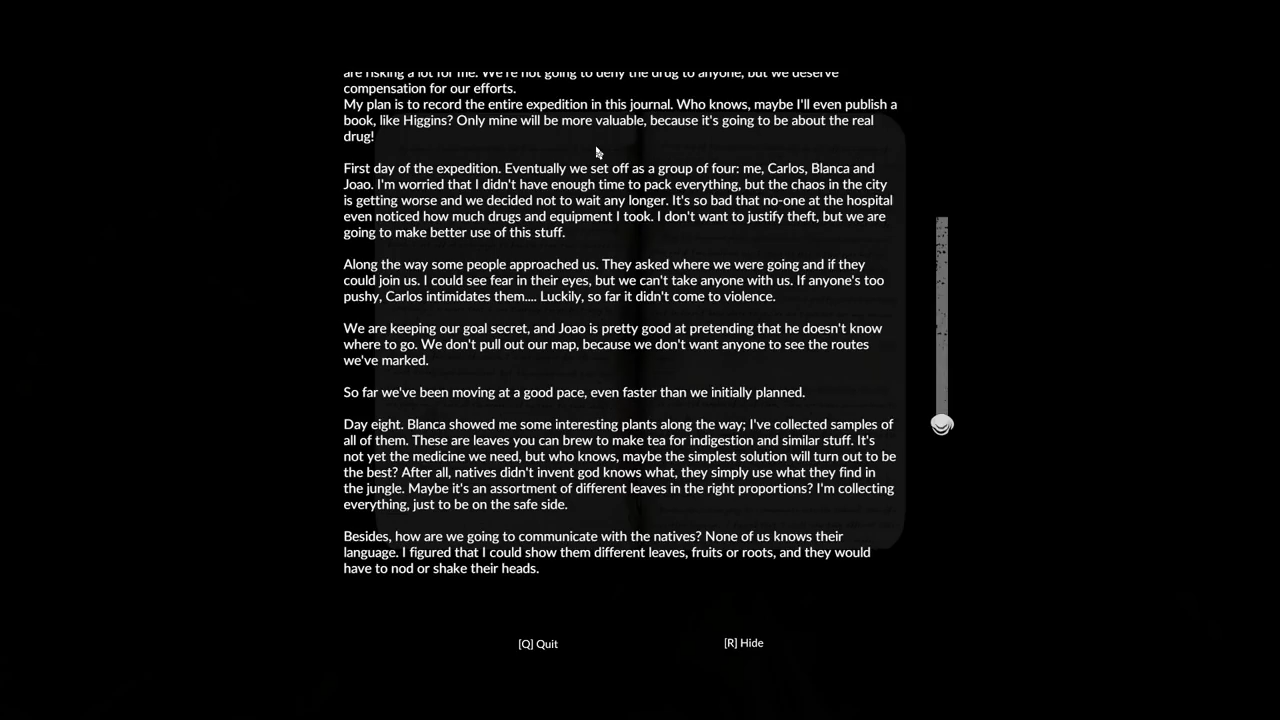 are risking a lot for me. We're not going to deny the drug to anyone, but we deserve
compensation for our efforts.
My plan is to record the entire expedition in this journal. Who knows, maybe I'll even publish a
book, like Higgins? Only mine will be more valuable, because it's going to be about the real
drug!
First day of the expedition. Eventually we set off as a group of four: me, Carlos, Blanca and
Joao. I'm worried that I didn't have enough time to pack everything, but the chaos in the city
is getting worse and we decided not to wait any longer. It's so bad that no-one at the hospital
even noticed how much drugs and equipment I took. I don't want to justify theft, but we are
going to make better use of this stuff.
Along the way some people approached us. They asked where we were going and if they
could join us. I could see fear in their eyes, but we can't take anyone with us. If anyone's too
pushy, Carlos intimidates them.... Luckily, so far it didn't come to violence.
We are keeping our goal secret, and Joao is pretty good at pretending that he doesn't know
where to go. We don't pull out our map, because we don't want anyone to see the routes
we've marked.
So far we've been moving at a good pace, even faster than we initially planned.
Day eight. Blanca showed me some interesting plants along the way; I've collected samples of
all of them. These are leaves you can brew to make tea for indigestion and similar stuff. It's
not yet the medicine we need, but who knows, maybe the simplest solution will turn out to be
the best? After all, natives didn't invent god knows what, they simply use what they find in
the jungle. Maybe it's an assortment of different leaves in the right proportions? I'm collecting
everything, just to be on the safe side.
Besides, how are we going to communicate with the natives? None of us knows their
language. I figured that I could show them different leaves, fruits or roots, and they would
have to nod or shake their heads.
[Q] Quit
[R] Hide